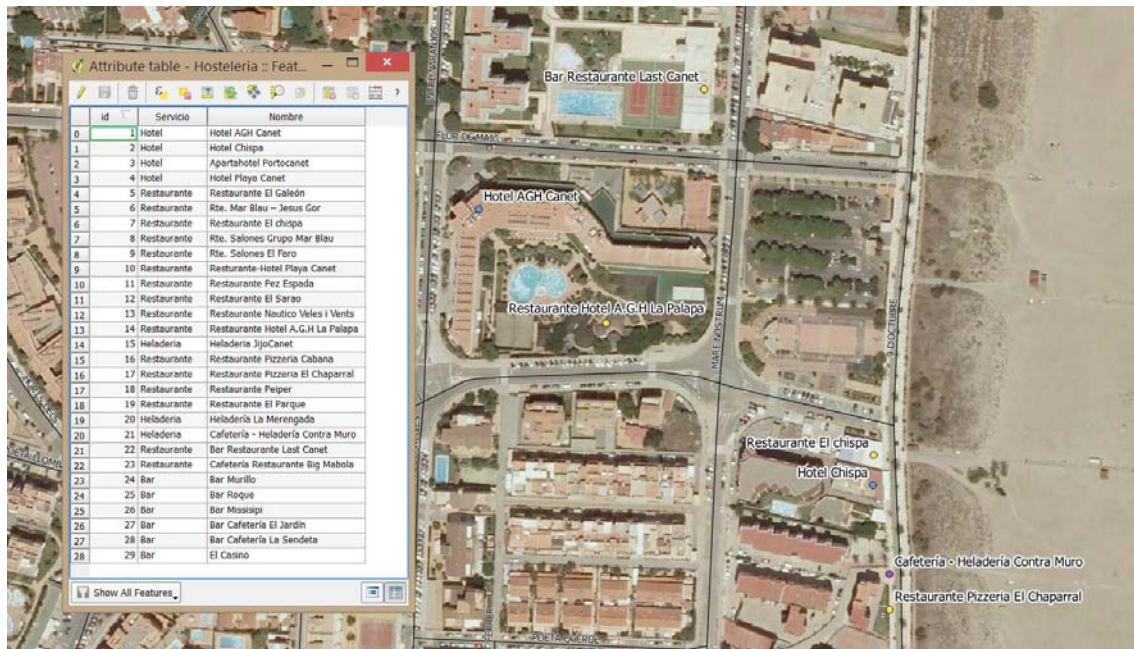 Attribute table - Hosteleria :: Feat...
id Servicio Nombre
0 1 Hotel Hotel AGH Canet
1 2 Hotel Hotel Chispa
2 3 Hotel Apartahotel Portocanet
3 4 Hotel Hotel Playa Canet
4 5 Restaurante Restaurante El Galeón
5 6 Restaurante Rte. Mar Blau – Jesus Gor
6 7 Restaurante Restaurante El chispa
7 8 Restaurante Rte. Salones Grupo Mar Blau
8 9 Restaurante Rte. Salones El Faro
9 10 Restaurante Resturante-Hotel Playa Canet
10 11 Restaurante Restaurante Pez Espada
11 12 Restaurante Restaurante El Sarao
12 13 Restaurante Restaurante Nautico Veles i Vents
13 14 Restaurante Restaurante Hotel A.G.H La Palapa
14 15 Heladeria Heladeria JijoCanet
15 16 Restaurante Restaurante Pizzeria Cabana
16 17 Restaurante Restaurante Pizzeria El Chaparral
17 18 Restaurante Restaurante Peiper
18 19 Restaurante Restaurante El Parque
19 20 Heladeria Heladería La Merengada
20 21 Heladeria Cafetería - Heladería Contra Muro
21 22 Restaurante Bar Restaurante Last Canet
22 23 Restaurante Cafetería Restaurante Big Mabola
23 24 Bar Bar Murillo
24 25 Bar Bar Roque
25 26 Bar Bar Missisipi
26 27 Bar Bar Cafetería El Jardín
27 28 Bar Bar Cafetería La Sendeta
28 29 Bar El Casino
Show All Features
Bar Restaurante Last Canet
FLOR DE MAIG
Hotel AGH Canet
Restaurante Hotel A.G.H La Palapa
MARE NOSTRUM
9 D'OCTUBRE
Restaurante El chispa
Hotel Chispa
Cafetería - Heladería Contra Muro
Restaurante Pizzeria El Chaparral